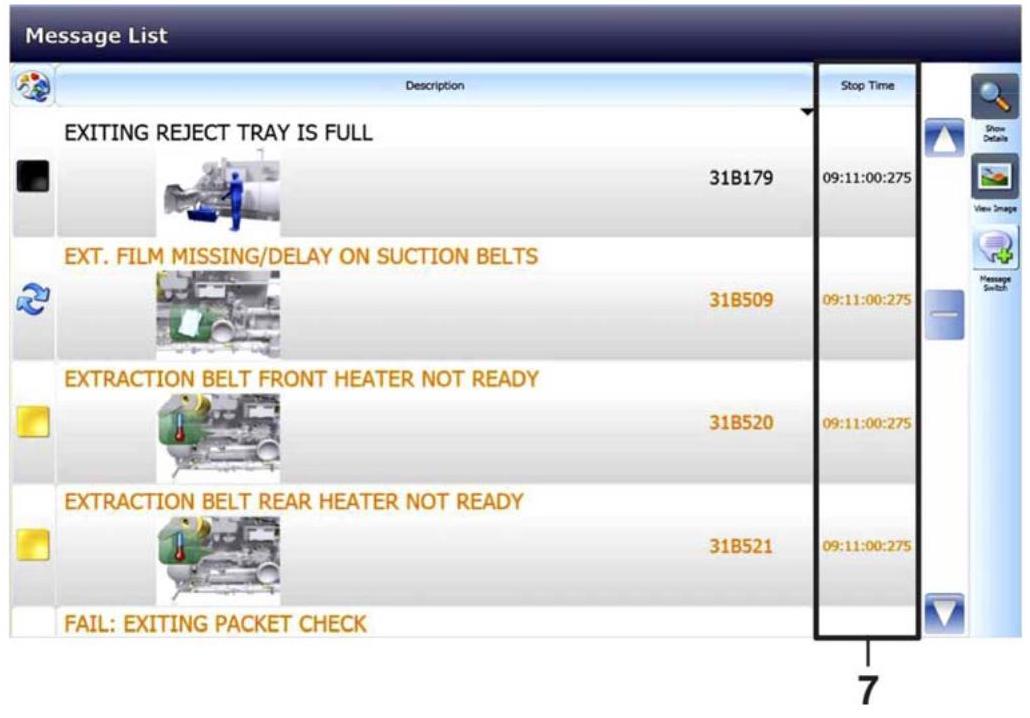 Message List
Description
Stop Time
EXITING REJECT TRAY IS FULL
31B179
09:11:00:275
EXT. FILM MISSING/DELAY ON SUCTION BELTS
31B509
09:11:00:275
EXTRACTION BELT FRONT HEATER NOT READY
31B520
09:11:00:275
EXTRACTION BELT REAR HEATER NOT READY
31B521
09:11:00:275
FAIL: EXITING PACKET CHECK
Show
Details
View Image
Message
Switch
7